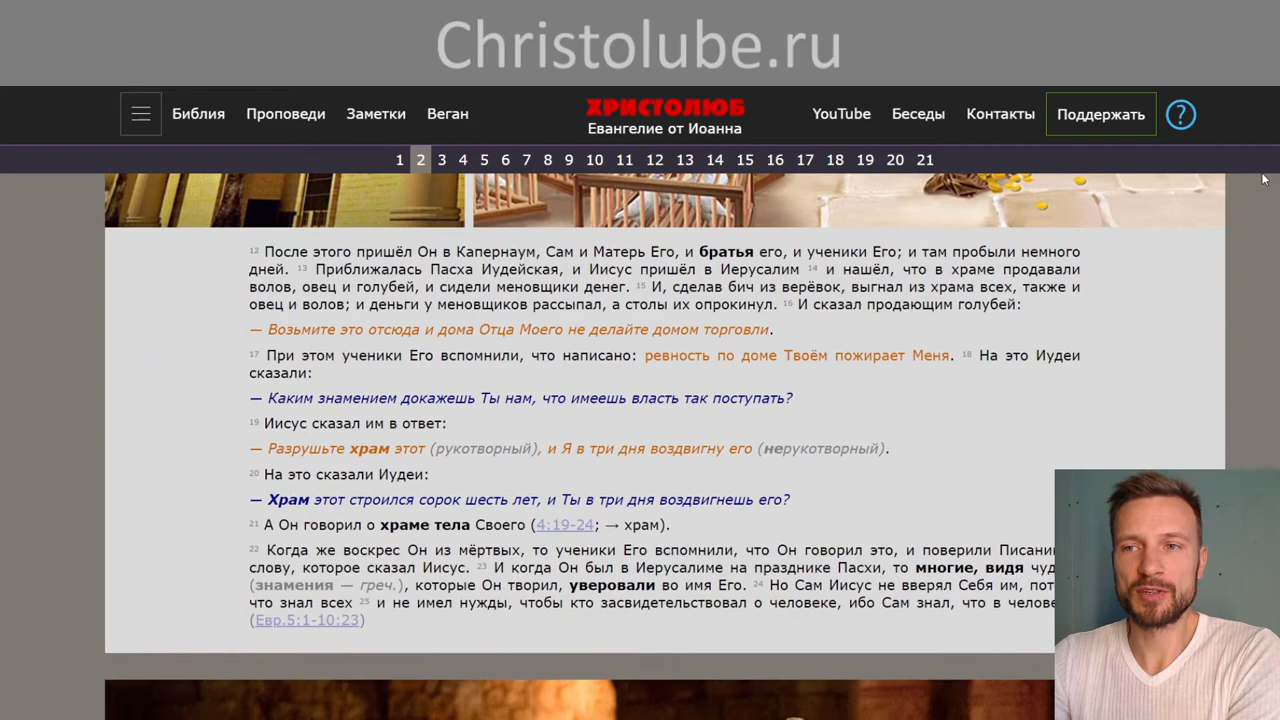 Christolube.ru
Библия Проповеди Заметки Веган ХРИСТОЛЮБ YouTube Беседы Контакты Поддержать ?
Евангелие от Иоанна
1 2 3 4 5 6 7 8 9 10 11 12 13 14 15 16 17 18 19 20 21
12 После этого пришёл Он в Капернаум, Сам и Матерь Его, и братья его, и ученики Его; и там пробыли немного
дней. 13 Приближалась Пасха Иудейская, и Иисус пришёл в Иерусалим 14 и нашёл, что в храме продавали
волов, овец и голубей, и сидели меновщики денег. 15 И, сделав бич из верёвок, выгнал из храма всех, также и
овец и волов; и деньги у меновщиков рассыпал, а столы их опрокинул. 16 И сказал продающим голубей:
— Возьмите это отсюда и дома Отца Моего не делайте домом торговли.
17 При этом ученики Его вспомнили, что написано: ревность по доме Твоём пожирает Меня. 18 На это Иудеи
сказали:
— Каким знамением докажешь Ты нам, что имеешь власть так поступать?
19 Иисус сказал им в ответ:
— Разрушьте храм этот (рукотворный), и Я в три дня воздвигну его (нерукотворный).
20 На это сказали Иудеи:
— Храм этот строился сорок шесть лет, и Ты в три дня воздвигнешь его?
21 А Он говорил о храме тела Своего (4:19-24; → храм).
22 Когда же воскрес Он из мёртвых, то ученики Его вспомнили, что Он говорил это, и поверили Писани
слову, которое сказал Иисус. 23 И когда Он был в Иерусалиме на празднике Пасхи, то многие, видя чуд
(знамения — греч.), которые Он творил, уверовали во имя Его. 24 Но Сам Иисус не вверял Себя им, пот
что знал всех 25 и не имел нужды, чтобы кто засвидетельствовал о человеке, ибо Сам знал, что в челове
(Евр.5:1-10:23)